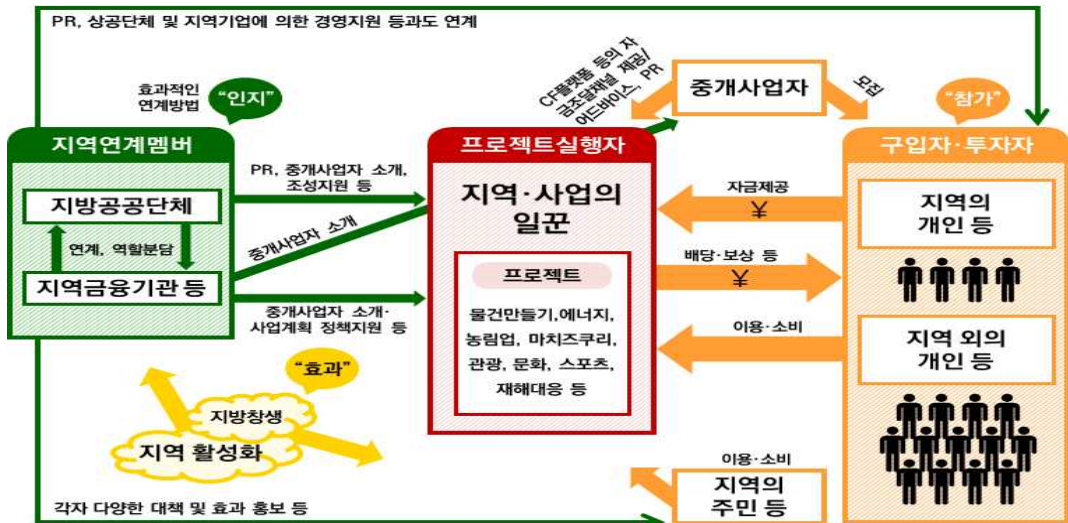 PR, 상공단체 및 지역기업에 의한 경영지원 등과도 연계
효과적인
연계방법
“인지”
CF플랫폼 등의 자
금조달채널 제공/
어드바이스, PR
중개사업자
모집
“참가”
지역연계멤버
지방공공단체
연계, 역할분담
지역금융기관 등
PR, 중개사업자 소개,
조성지원 등
중개사업자 소개
중개사업자 소개·
사업계획 정책지원 등
프로젝트실행자
지역·사업의
일꾼
프로젝트
물건만들기,에너지,
농림업, 마치즈쿠리,
관광, 문화, 스포츠,
재해대응 등
자금제공
¥
배당·보상 등
¥
이용·소비
구입자·투자자
지역의
개인 등
지역 외의
개인 등
“효과”
지방창생
지역 활성화
이용·소비
지역의
주민 등
각자 다양한 대책 및 효과 홍보 등